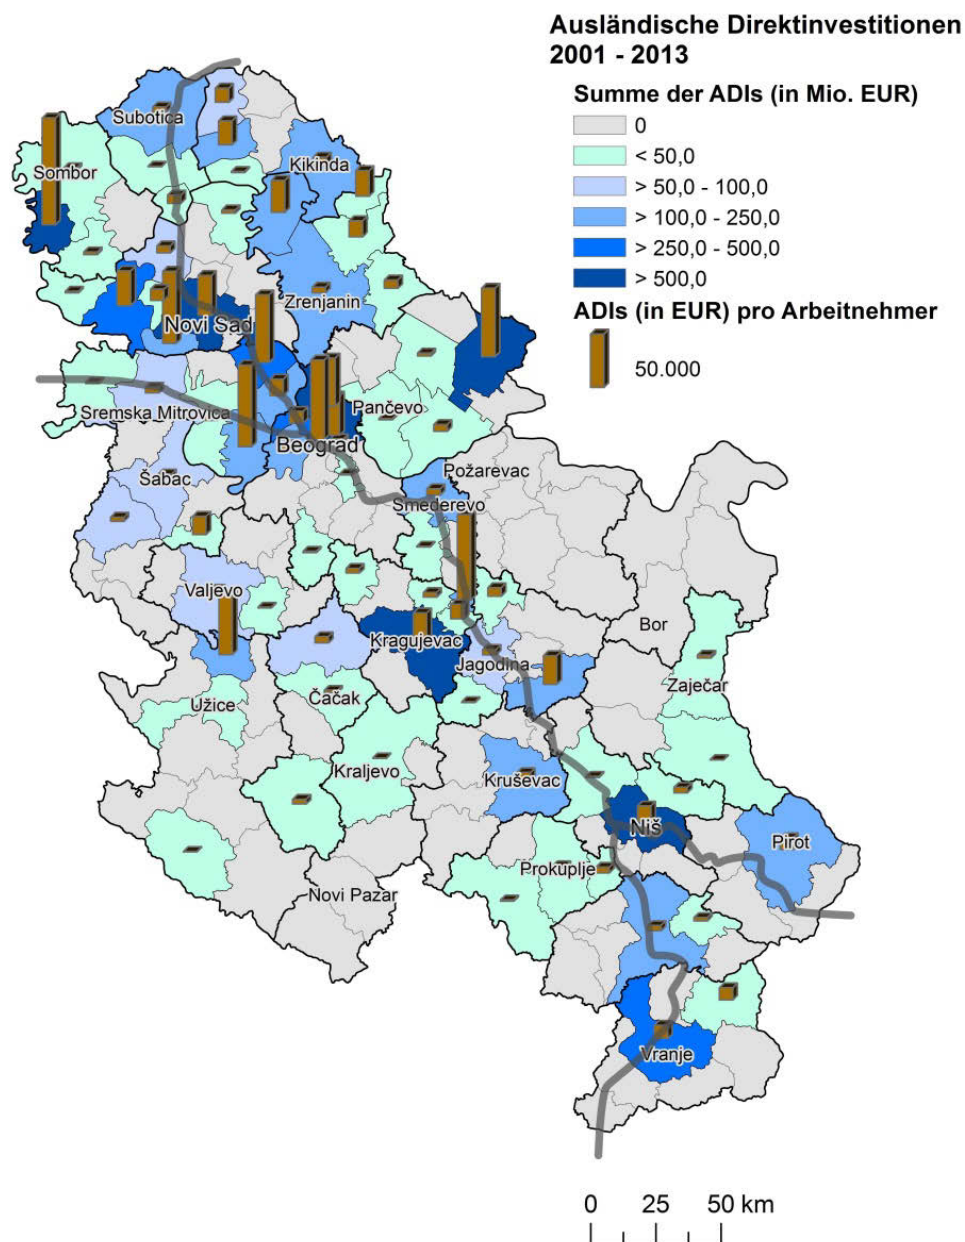 Ausländische Direktinvestitionen
2001 - 2013
Summe der ADIs (in Mio. EUR)
0
< 50,0
> 50,0 - 100,0
> 100,0 - 250,0
> 250,0 - 500,0
> 500,0
ADIs (in EUR) pro Arbeitnehmer
50.000
Subotica
Sombor
Kikinda
Zrenjanin
Novi Sad
Sremska Mitrovica
Pančevo
Beograd
Šabac
Požarevac
Smederevo
Valjevo
Kragujevac
Bor
Jagodina
Zaječar
Užice
Čačak
Kraljevo
Kruševac
Niš
Pirot
Prokuplje
Novi Pazar
Vranje
0 25 50 km